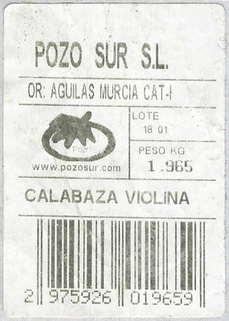 POZO SUR S.L.
OR: AGUILAS MURCIA CAT-I
LOTE
18 01
PESO KG
1.965
www.pozosur.com
CALABAZA VIOLINA
2 975926 019659